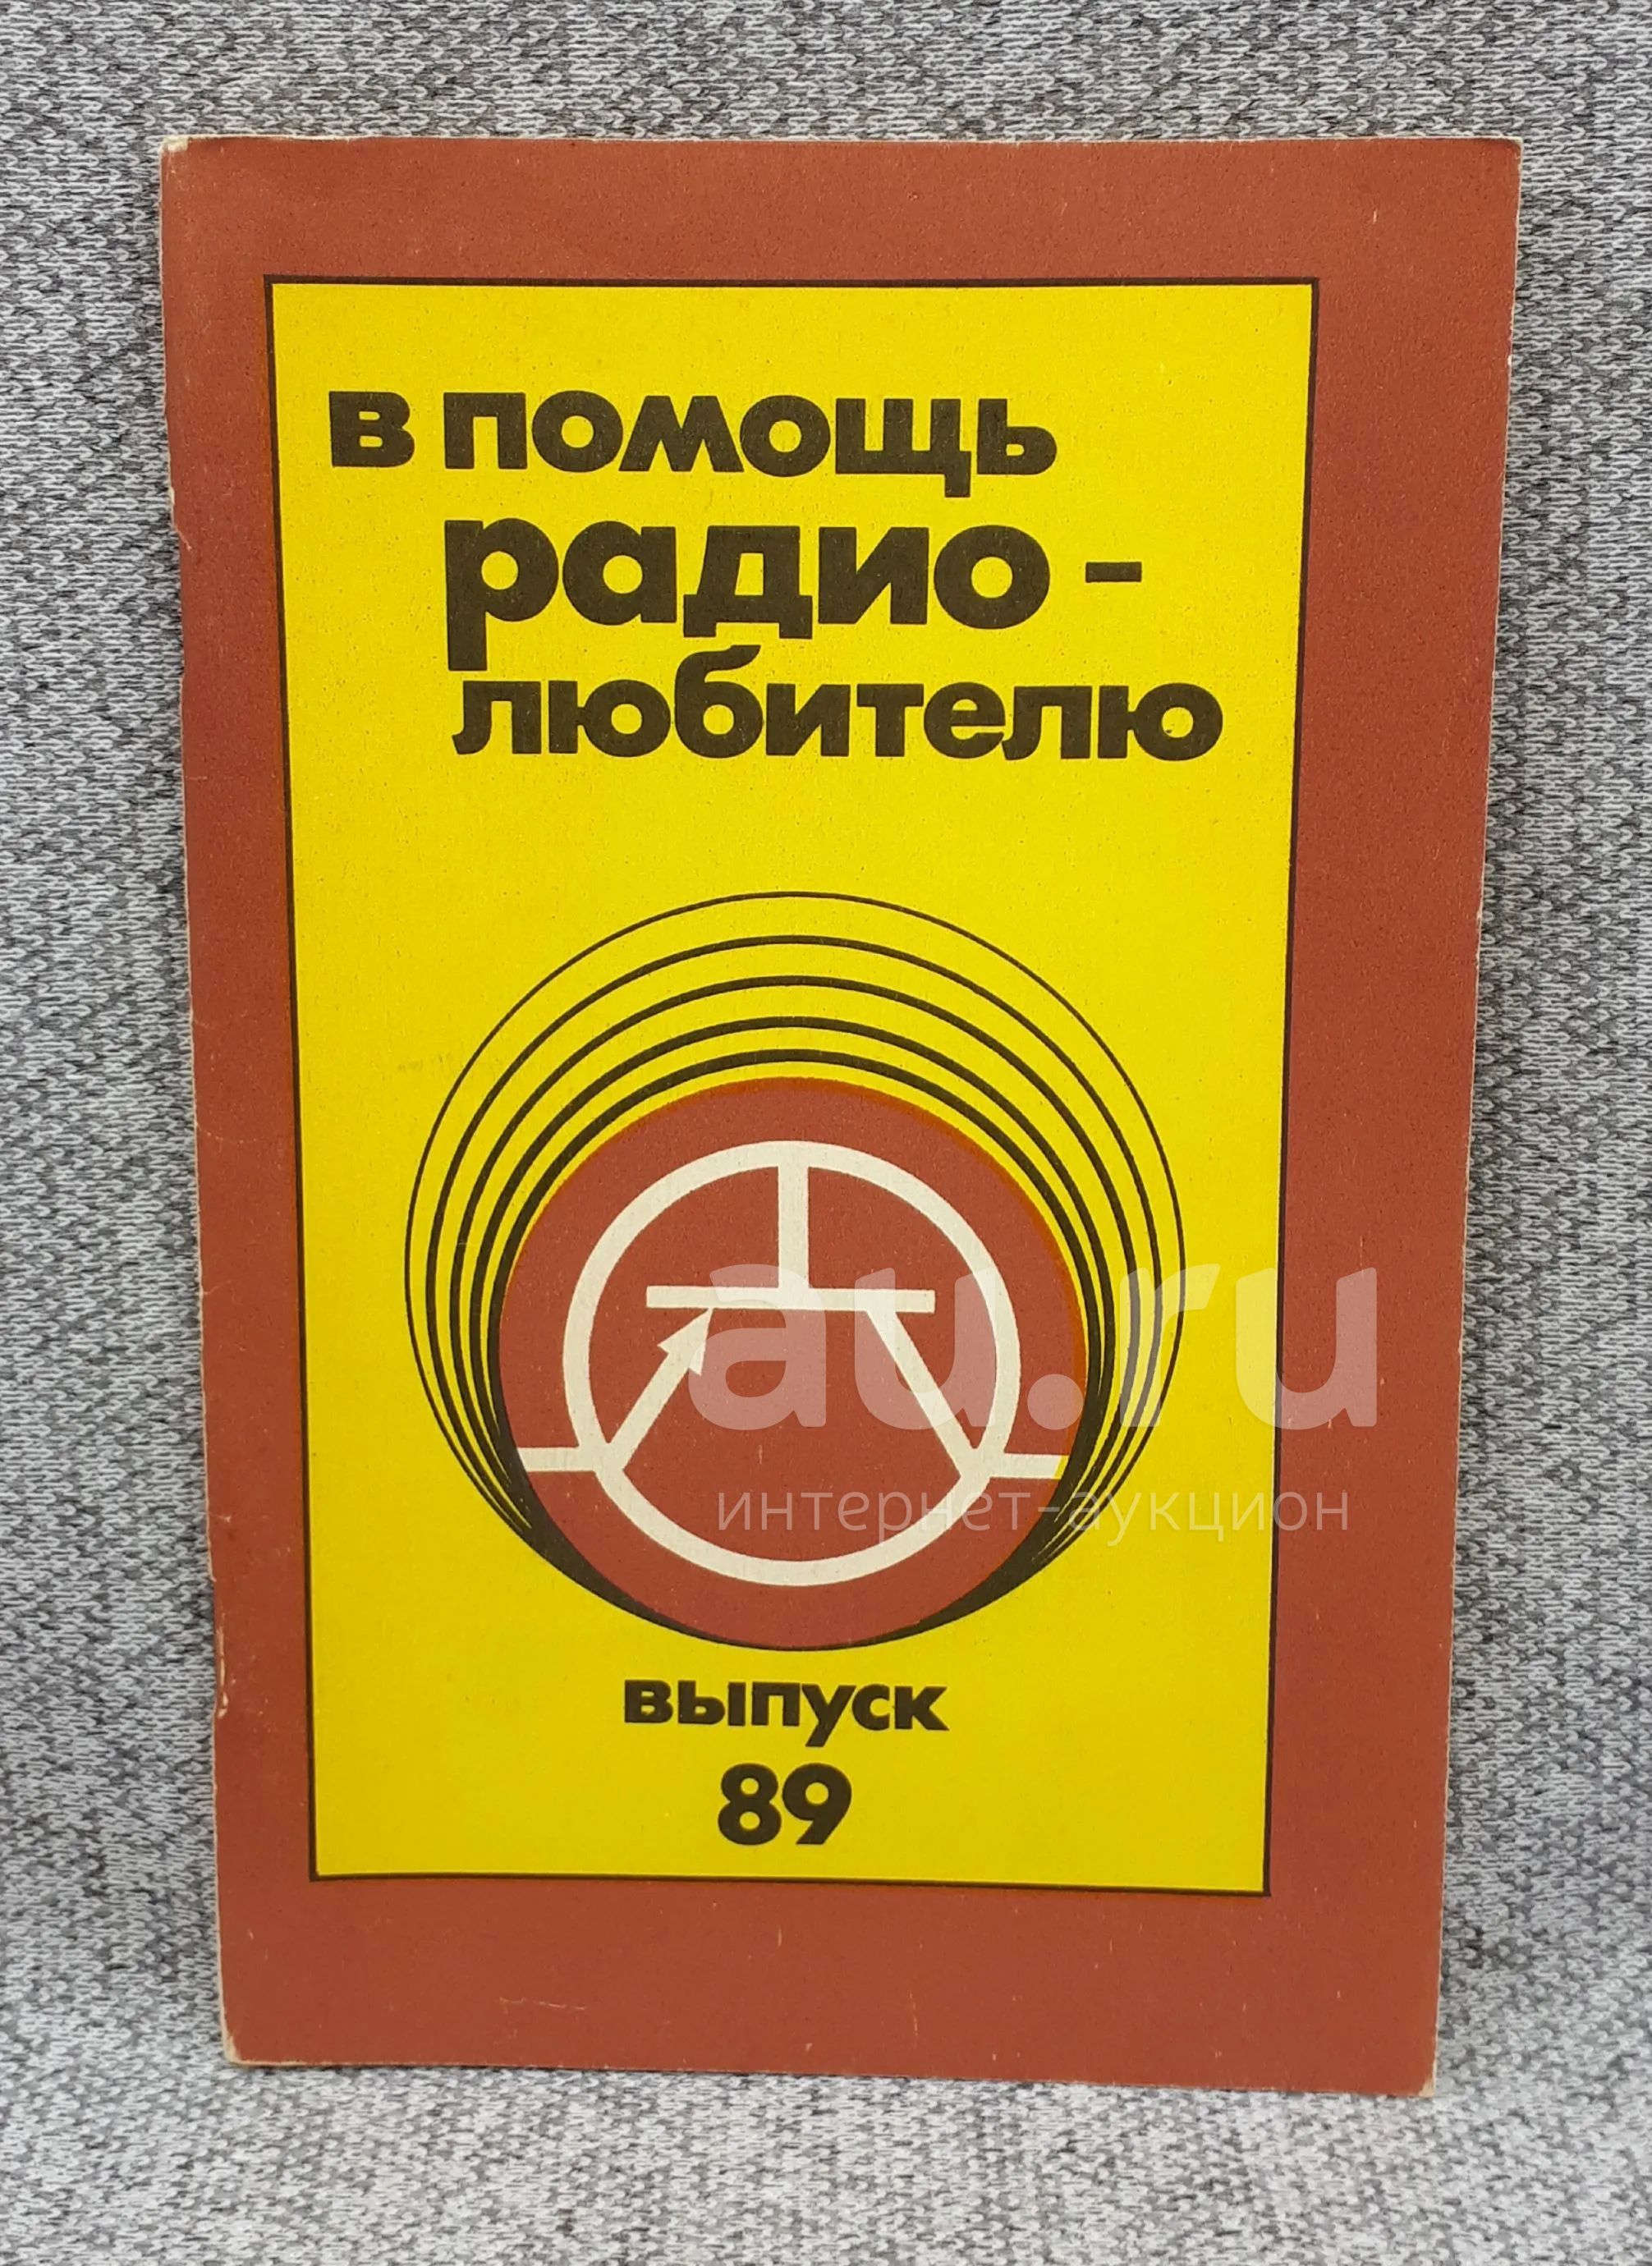 в помощь
радио-
любителю
au.ru
интернет-аукцион
выпуск
89